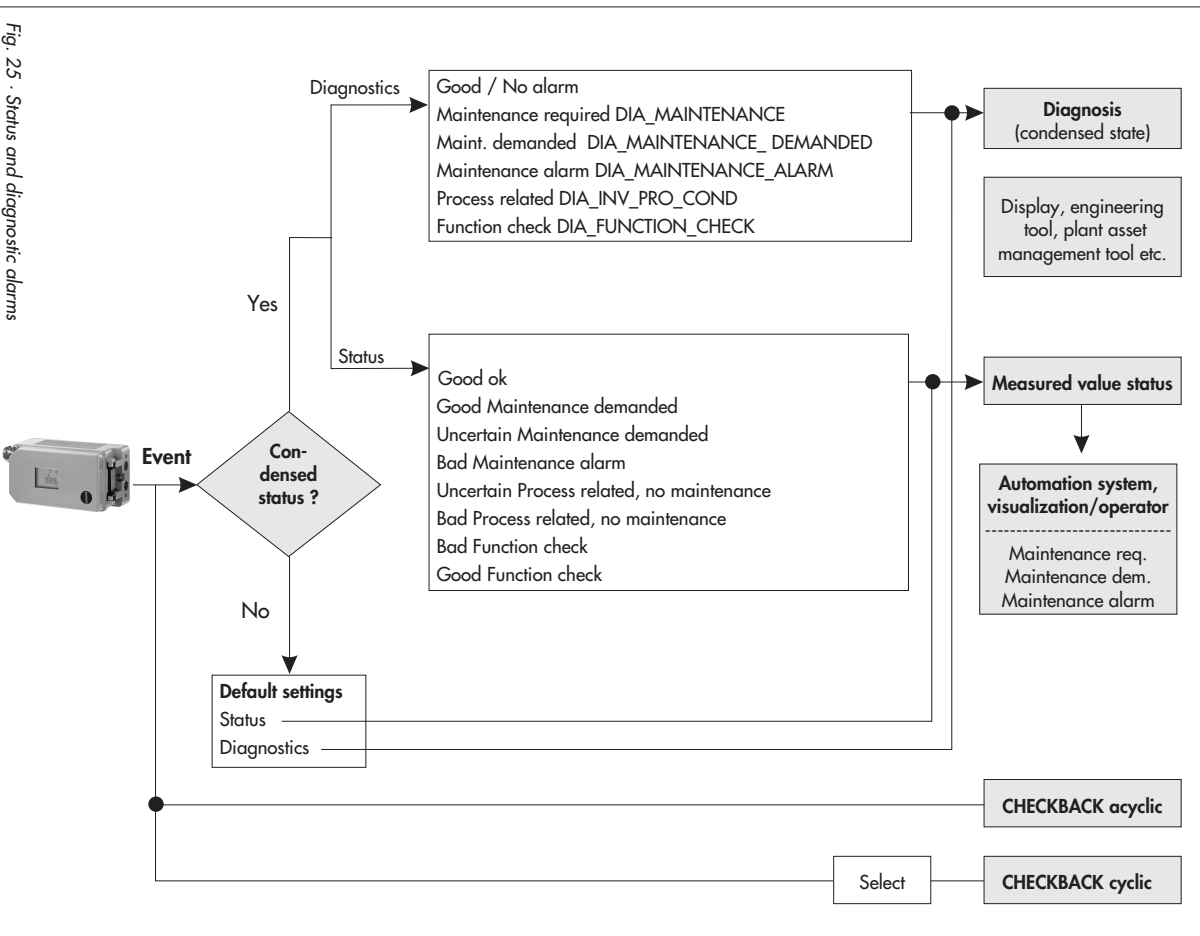 Fig. 25 · Status and diagnostic alarms
Diagnostics
Good / No alarm
Maintenance required DIA_MAINTENANCE
Maint. demanded DIA_MAINTENANCE_ DEMANDED
Maintenance alarm DIA_MAINTENANCE_ALARM
Process related DIA_INV_PRO_COND
Function check DIA_FUNCTION_CHECK
Diagnosis
(condensed state)
Display, engineering
tool, plant asset
management tool etc.
Yes
Status
Good ok
Good Maintenance demanded
Uncertain Maintenance demanded
Bad Maintenance alarm
Uncertain Process related, no maintenance
Bad Process related, no maintenance
Bad Function check
Good Function check
Measured value status
Automation system,
visualization/operator
Maintenance req.
Maintenance dem.
Maintenance alarm
Event
Con-
densed
status ?
No
Default settings
Status
Diagnostics
CHECKBACK acyclic
Select
CHECKBACK cyclic